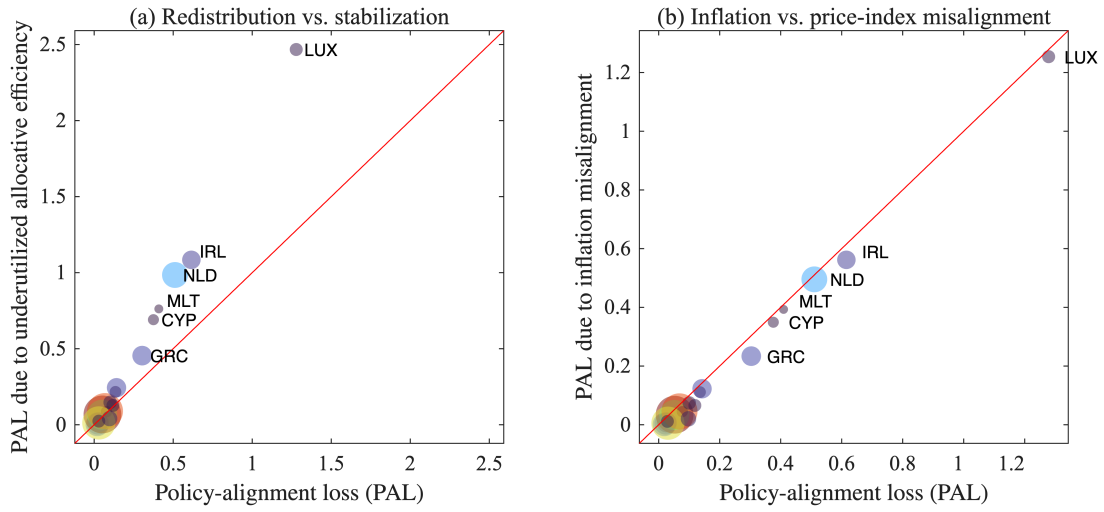 (a) Redistribution vs. stabilization
PAL due to underutilized allocative efficiency
2.5
2
1.5
1
0.5
0
LUX
IRL
NLD
MLT
CYP
GRC
0 0.5 1 1.5 2 2.5
Policy-alignment loss (PAL)
(b) Inflation vs. price-index misalignment
PAL due to inflation misalignment
1.2
1
0.8
0.6
0.4
0.2
0
LUX
IRL
NLD
MLT
CYP
GRC
0 0.2 0.4 0.6 0.8 1 1.2
Policy-alignment loss (PAL)